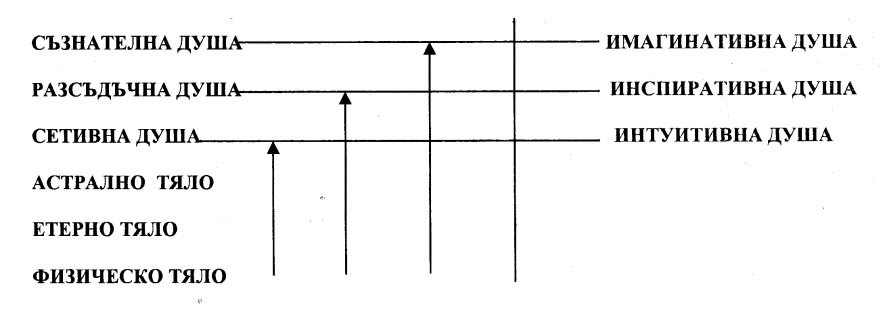 СЪЗНАТЕЛНА ДУША ИМАГИНАТИВНА ДУША
РАЗСЪДЪЧНА ДУША ИНСПИРАТИВНА ДУША
СЕТИВНА ДУША ИНТУИТИВНА ДУША
АСТРАЛНО ТЯЛО
ЕТЕРНО ТЯЛО
ФИЗИЧЕСКО ТЯЛО